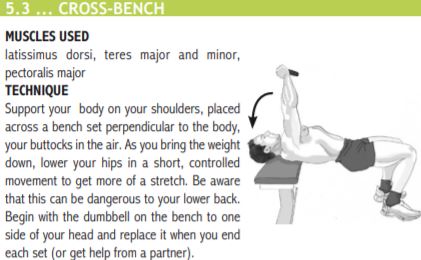 5.3 ... CROSS-BENCH
MUSCLES USED
latissimus dorsi, teres major and minor,
pectoralis major
TECHNIQUE
Support your body on your shoulders, placed
across a bench set perpendicular to the body,
your buttocks in the air. As you bring the weight
down, lower your hips in a short, controlled
movement to get more of a stretch. Be aware
that this can be dangerous to your lower back.
Begin with the dumbbell on the bench to one
side of your head and replace it when you end
each set (or get help from a partner).